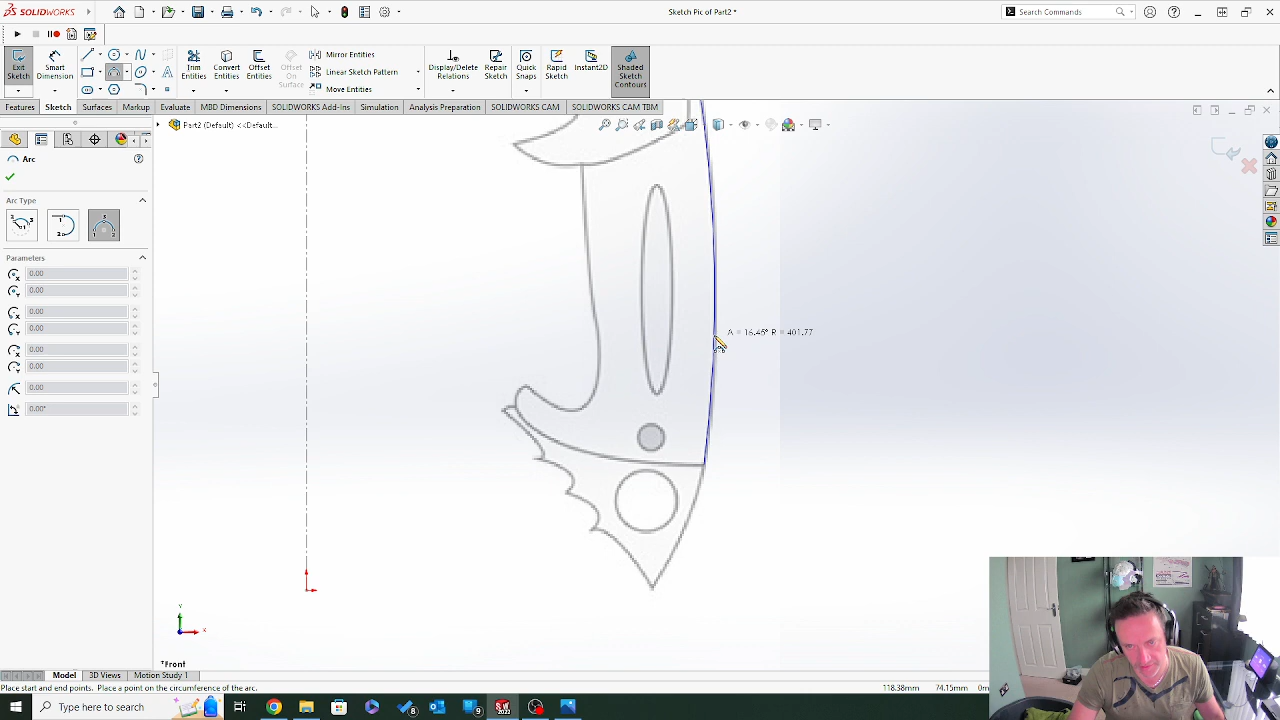 SOLIDWORKS
Sketch Pic of Part2 *
Search Commands
Exit Sketch
Smart Dimension
Trim Entities
Convert Entities
Offset Entities
Offset On Surface
Mirror Entities
Linear Sketch Pattern
Move Entities
Display/Delete Relations
Repair Sketch
Quick Snaps
Rapid Sketch
Instant2D
Shaded Sketch Contours
Features
Sketch
Surfaces
Markup
Evaluate
MBD Dimensions
SOLIDWORKS Add-Ins
Simulation
Analysis Preparation
SOLIDWORKS CAM
SOLIDWORKS CAM TBM
Part2 (Default) <<Default...
Arc
Arc Type
Parameters
0.00
0.00
0.00
0.00
0.00
0.00
0.00
0.00°
A = 16.45° R = 401.77
Y
X
*Front
Model
3D Views
Motion Study 1
Place start and end points. Place a point on the circumference of the arc.
118.38mm
74.15mm
Type here to search